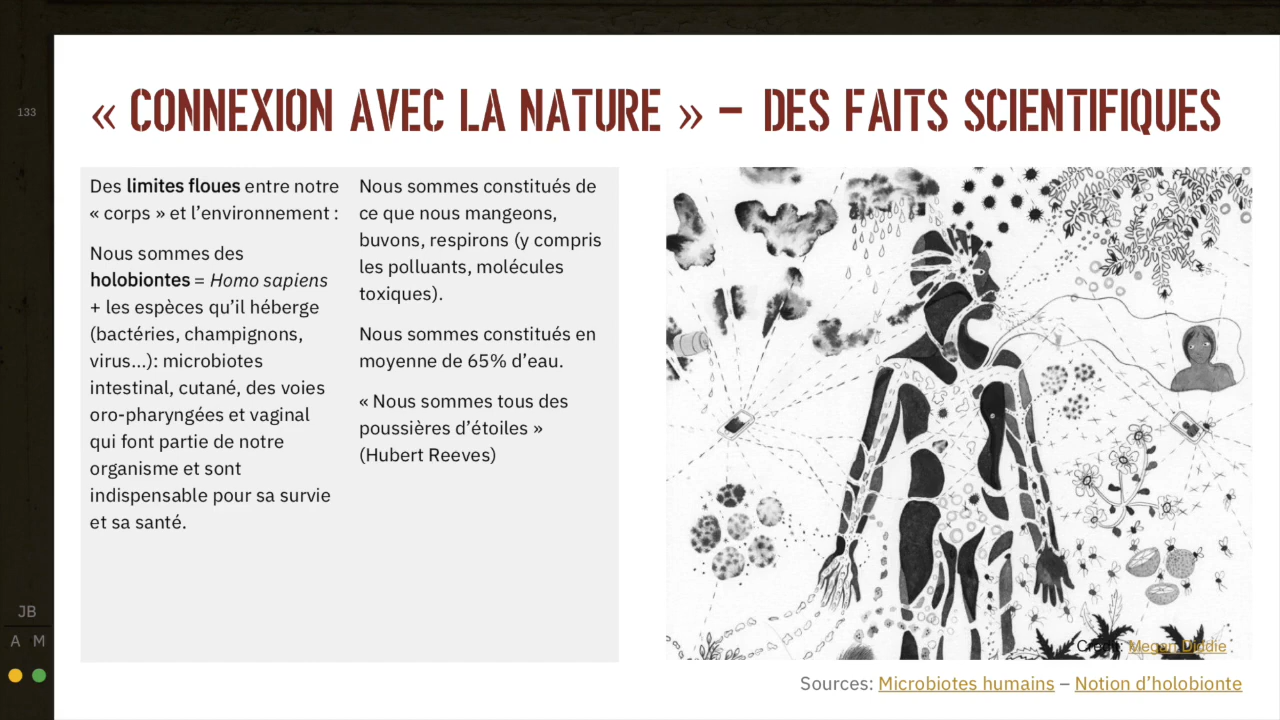 133
« CONNEXION AVEC LA NATURE » – DES FAITS SCIENTIFIQUES
Des limites floues entre notre
« corps » et l’environnement :
Nous sommes des
holobiontes = Homo sapiens
+ les espèces qu’il héberge
(bactéries, champignons,
virus…): microbiotes
intestinal, cutané, des voies
oro-pharyngées et vaginal
qui font partie de notre
organisme et sont
indispensable pour sa survie
et sa santé.
Nous sommes constitués de
ce que nous mangeons,
buvons, respirons (y compris
les polluants, molécules
toxiques).
Nous sommes constitués en
moyenne de 65% d’eau.
« Nous sommes tous des
poussières d’étoiles »
(Hubert Reeves)
Crédit: Megan Diddie
Sources: Microbiotes humains – Notion d’holobionte
JB
A M